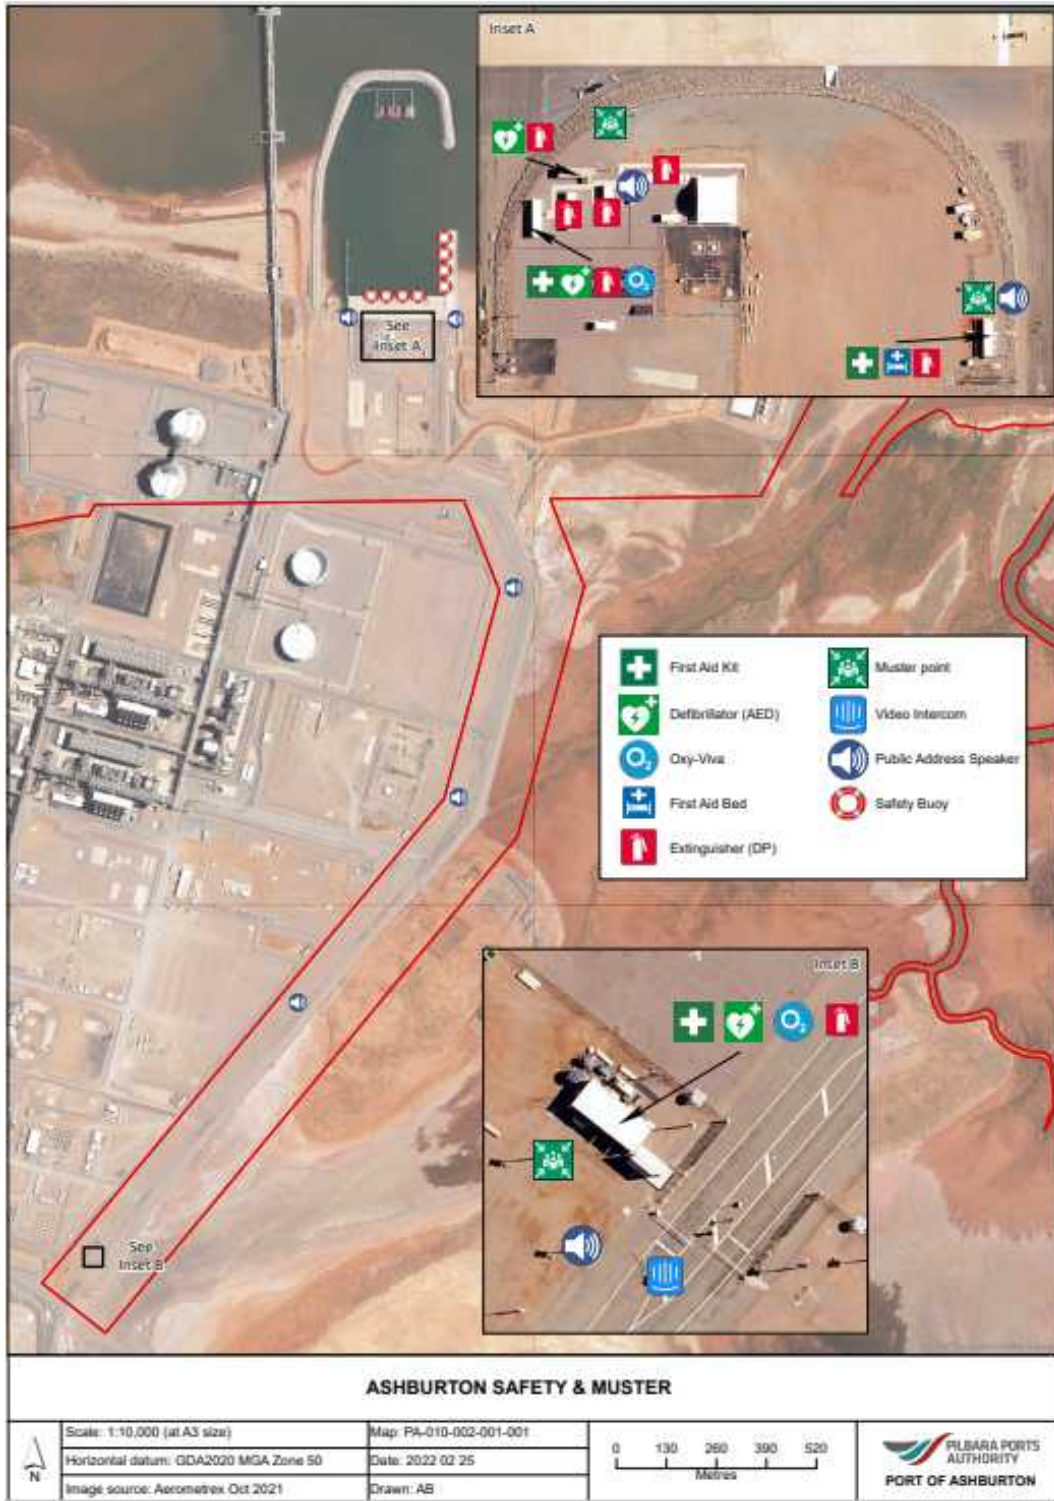 Inset A
See
Inset A
First Aid Kit
Muster point
Defibrillator (AED)
Video Intercom
Oxy-Viva
Public Address Speaker
First Aid Bed
Safety Buoy
Extinguisher (DP)
Inset B
See
Inset B
ASHBURTON SAFETY & MUSTER
N
Scale: 1:10,000 (at A3 size)
Map: PA-010-002-001-001
Horizontal datum: GDA2020 MGA Zone 50
Date: 2022 02 25
Image source: Aerometrex Oct 2021
Drawn: AB
0 130 260 390 520
Metres
PILBARA PORTS
AUTHORITY
PORT OF ASHBURTON
O2
O2
O2